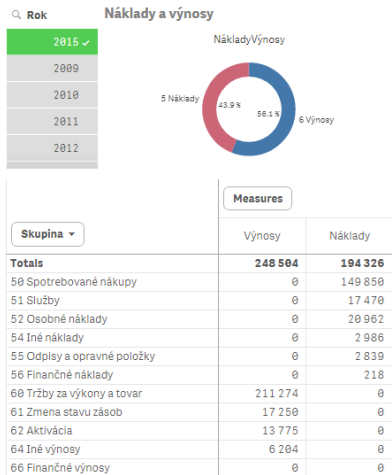 Rok
Náklady a výnosy
2015
2009
2010
2011
2012
NákladyVýnosy
5 Náklady
43.9 %
56.1 %
6 Výnosy
Measures
Skupina
Výnosy Náklady
Totals 248 504 194 326
50 Spotrebované nákupy 0 149 850
51 Služby 0 17 470
52 Osobné náklady 0 20 962
54 Iné náklady 0 2 986
55 Odpisy a opravné položky 0 2 839
56 Finančné náklady 0 218
60 Tržby za výkony a tovar 211 274 0
61 Zmena stavu zásob 17 250 0
62 Aktivácia 13 775 0
64 Iné výnosy 6 204 0
66 Finančné výnosy 0 0